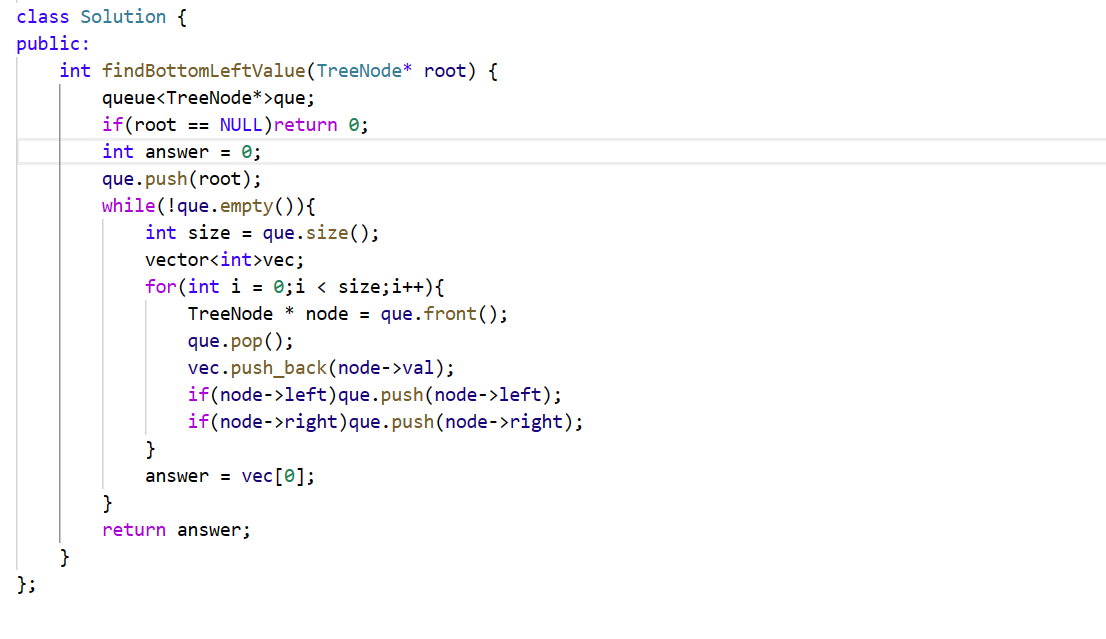 class Solution {
public:
    int findBottomLeftValue(TreeNode* root) {
        queue<TreeNode*>que;
        if(root == NULL)return 0;
        int answer = 0;
        que.push(root);
        while(!que.empty()){
            int size = que.size();
            vector<int>vec;
            for(int i = 0;i < size;i++){
                TreeNode * node = que.front();
                que.pop();
                vec.push_back(node->val);
                if(node->left)que.push(node->left);
                if(node->right)que.push(node->right);
            }
            answer = vec[0];
        }
        return answer;
    }
};